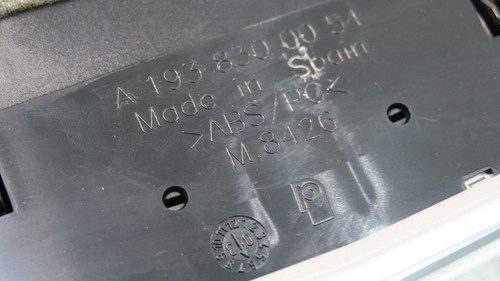 A 193 830 00 54
Made in Spain
>ABS/PC<
M.8426